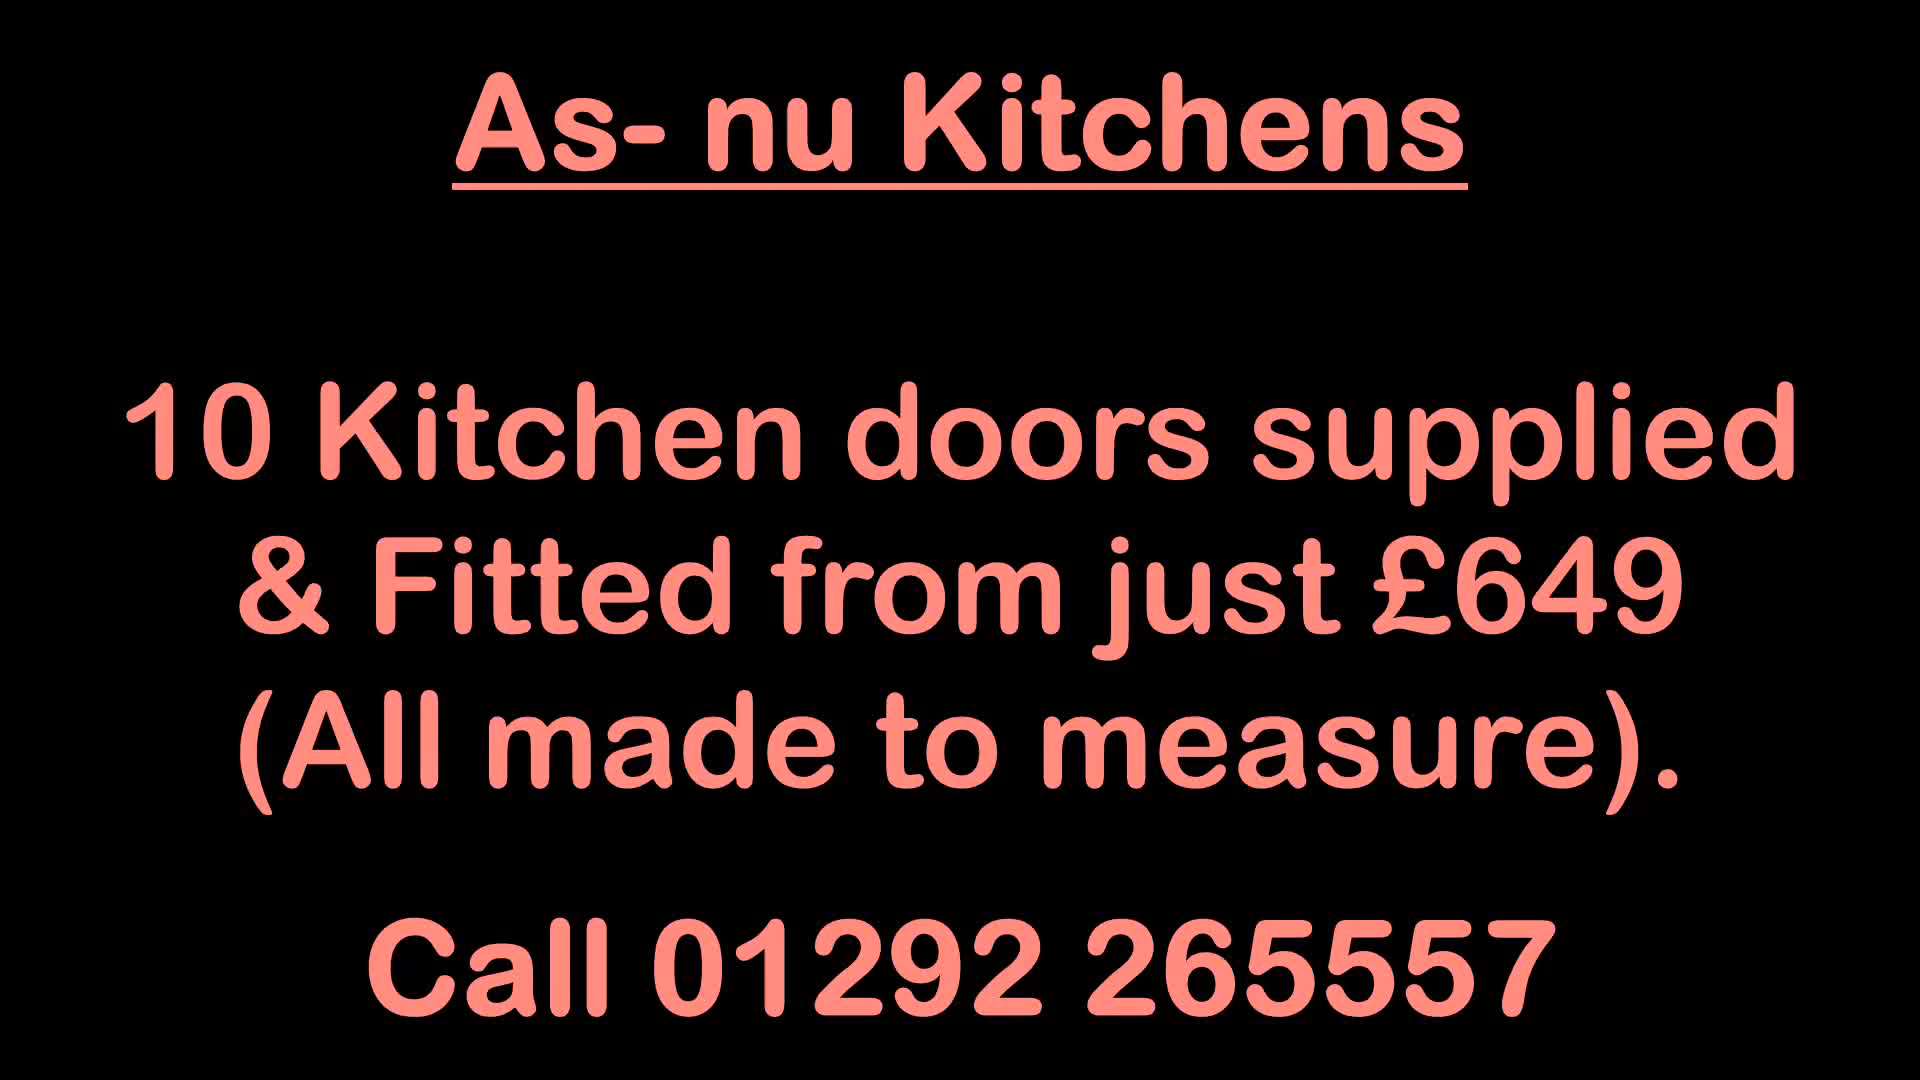 As- nu Kitchens
10 Kitchen doors supplied
& Fitted from just £649
(All made to measure).
Call 01292 265557